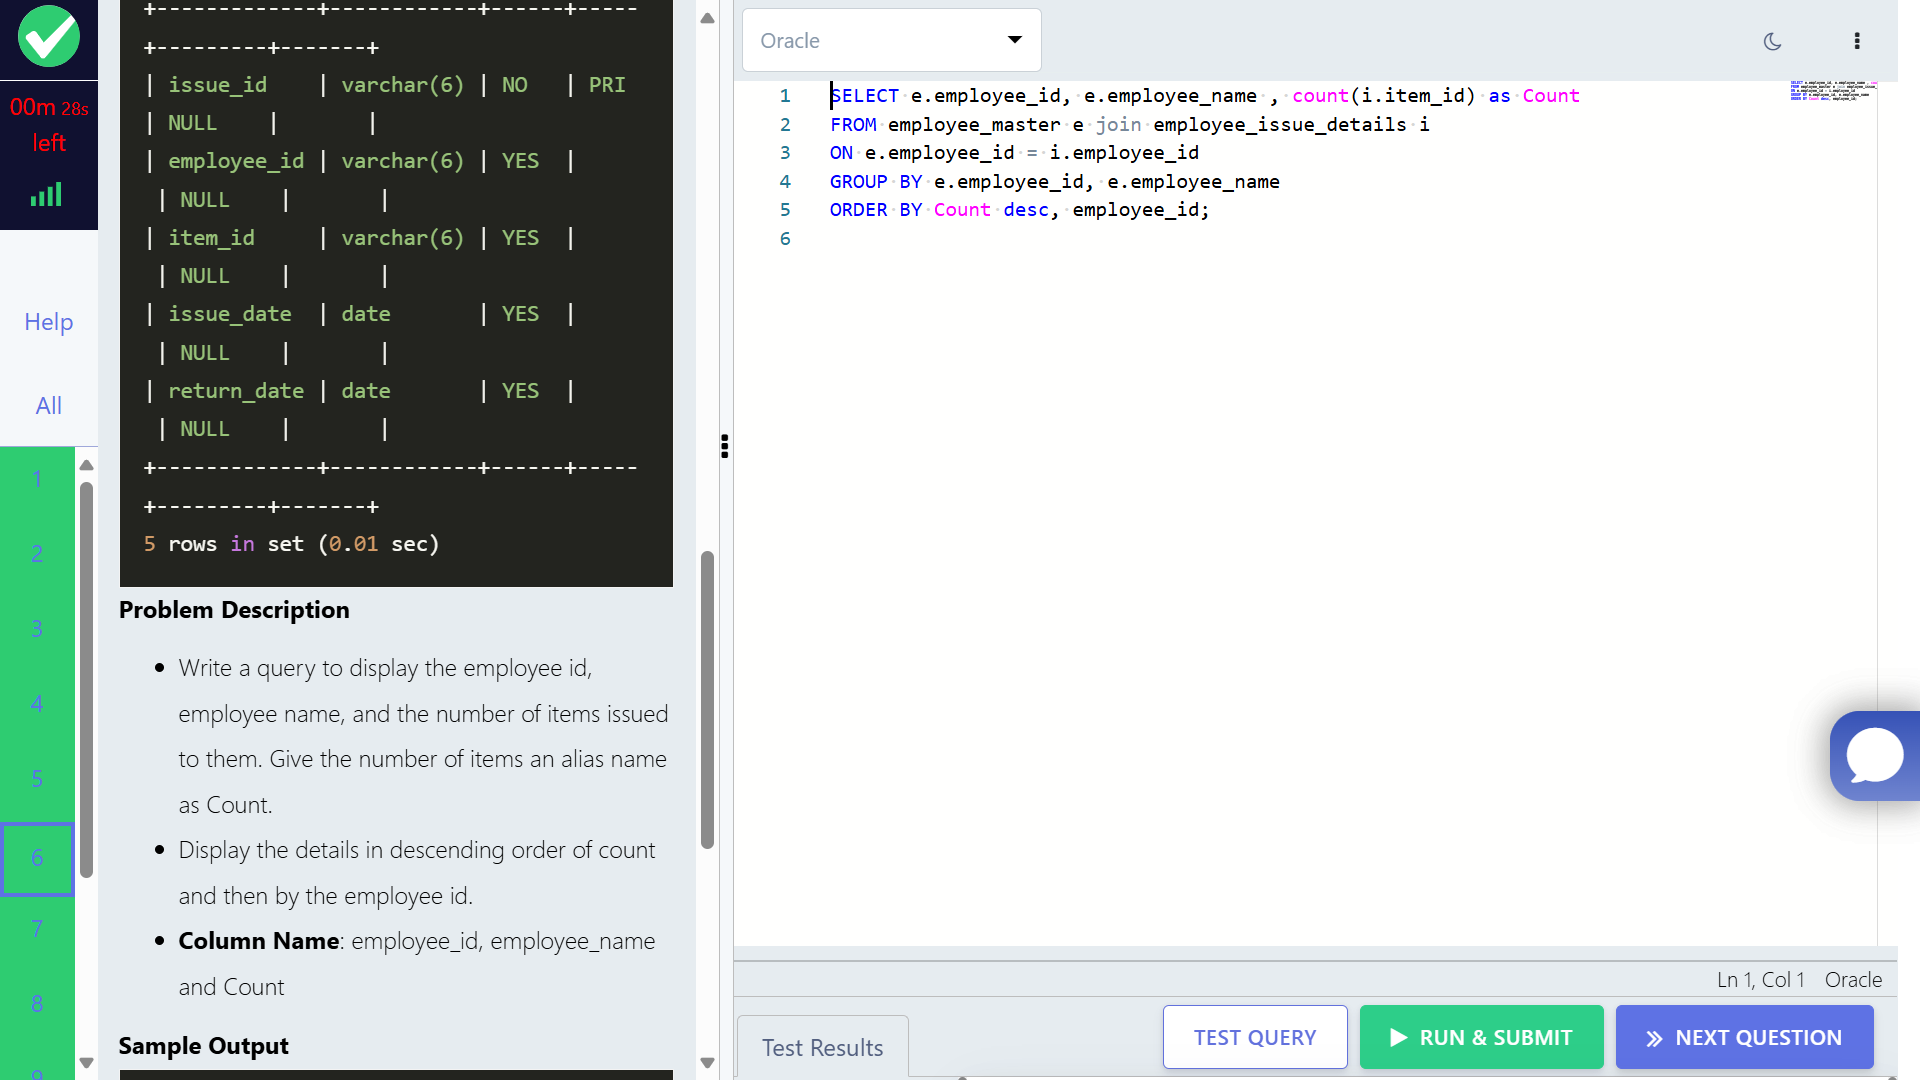 00m 28s
left
Help
All
1
2
3
4
5
6
7
8
9
+-------------+------------+------+-----
+---------+-------+
| issue_id    | varchar(6) | NO   | PRI
| NULL    |       |
| employee_id | varchar(6) | YES  |
| NULL    |       |
| item_id     | varchar(6) | YES  |
| NULL    |       |
| issue_date  | date       | YES  |
| NULL    |       |
| return_date | date       | YES  |
| NULL    |       |
+-------------+------------+------+-----
+---------+-------+
5 rows in set (0.01 sec)
Problem Description
• Write a query to display the employee id,
employee name, and the number of items issued
to them. Give the number of items an alias name
as Count.
• Display the details in descending order of count
and then by the employee id.
• Column Name: employee_id, employee_name
and Count
Sample Output
Oracle
1 SELECT e.employee_id, e.employee_name , count(i.item_id) as Count
2 FROM employee_master e join employee_issue_details i
3 ON e.employee_id = i.employee_id
4 GROUP BY e.employee_id, e.employee_name
5 ORDER BY Count desc, employee_id;
6
Ln 1, Col 1 Oracle
Test Results
TEST QUERY
RUN & SUBMIT
NEXT QUESTION